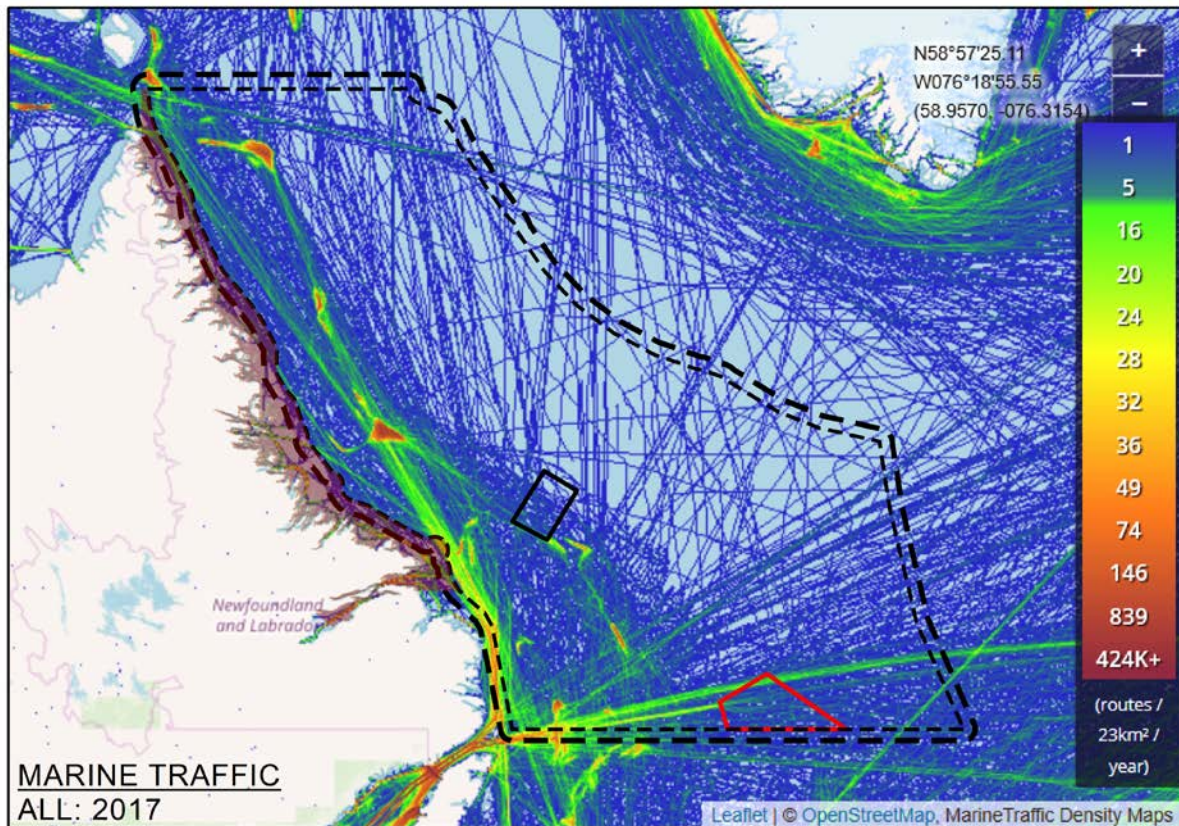 N58°57'25.11
W076°18'55.55
(58.9570, -076.3154)
+
−
1
5
16
20
24
28
32
36
49
74
146
839
424K+
(routes /
23km² /
year)
Newfoundland
and Labrador
MARINE TRAFFIC
ALL: 2017
Leaflet | © OpenStreetMap, MarineTraffic Density Maps